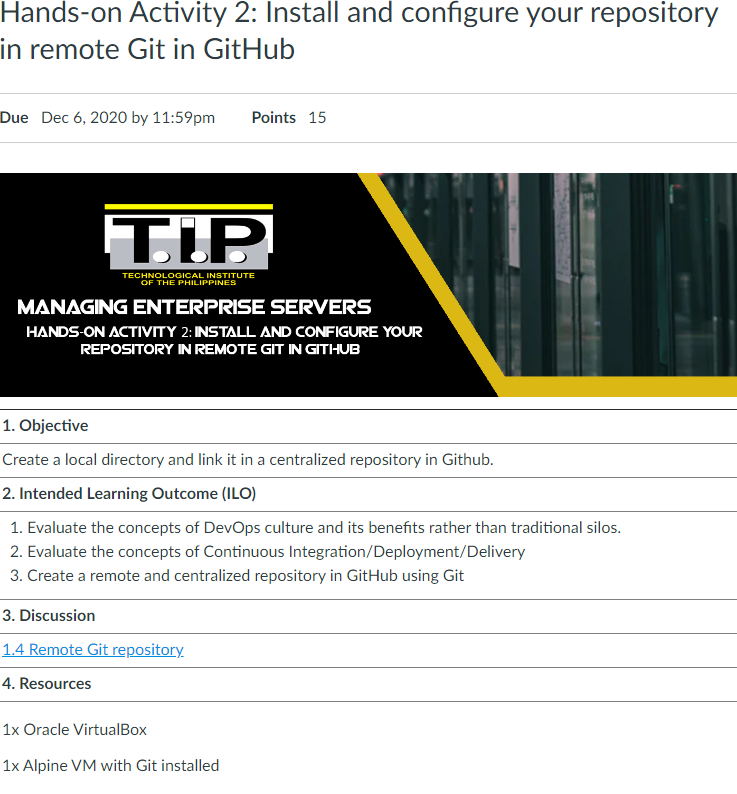 Hands-on Activity 2: Install and configure your repository
in remote Git in GitHub
Due Dec 6, 2020 by 11:59pm Points 15
T.I.P.
TECHNOLOGICAL INSTITUTE
OF THE PHILIPPINES
MANAGING ENTERPRISE SERVERS
HANDS-ON ACTIVITY 2: INSTALL AND CONFIGURE YOUR
REPOSITORY IN REMOTE GIT IN GITHUB
1. Objective
Create a local directory and link it in a centralized repository in Github.
2. Intended Learning Outcome (ILO)
1. Evaluate the concepts of DevOps culture and its benefits rather than traditional silos.
2. Evaluate the concepts of Continuous Integration/Deployment/Delivery
3. Create a remote and centralized repository in GitHub using Git
3. Discussion
1.4 Remote Git repository
4. Resources
1x Oracle VirtualBox
1x Alpine VM with Git installed